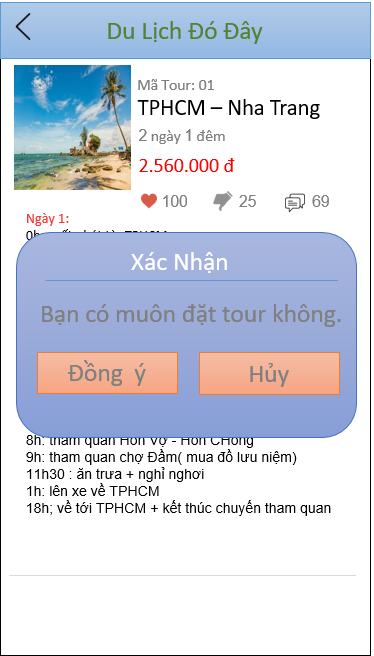 Du Lịch Đó Đây
Mã Tour: 01
TPHCM – Nha Trang
2 ngày 1 đêm
2.560.000 đ
100 25 69
Ngày 1:
Xác Nhận
Bạn có muôn đặt tour không.
Đồng ý Hủy
8h: tham quan Hòn Vợ - Hòn CHồng
9h: tham quan chợ Đầm( mua đồ lưu niệm)
11h30 : ăn trưa + nghỉ nghơi
1h: lên xe về TPHCM
18h; về tới TPHCM + kết thúc chuyến tham quan